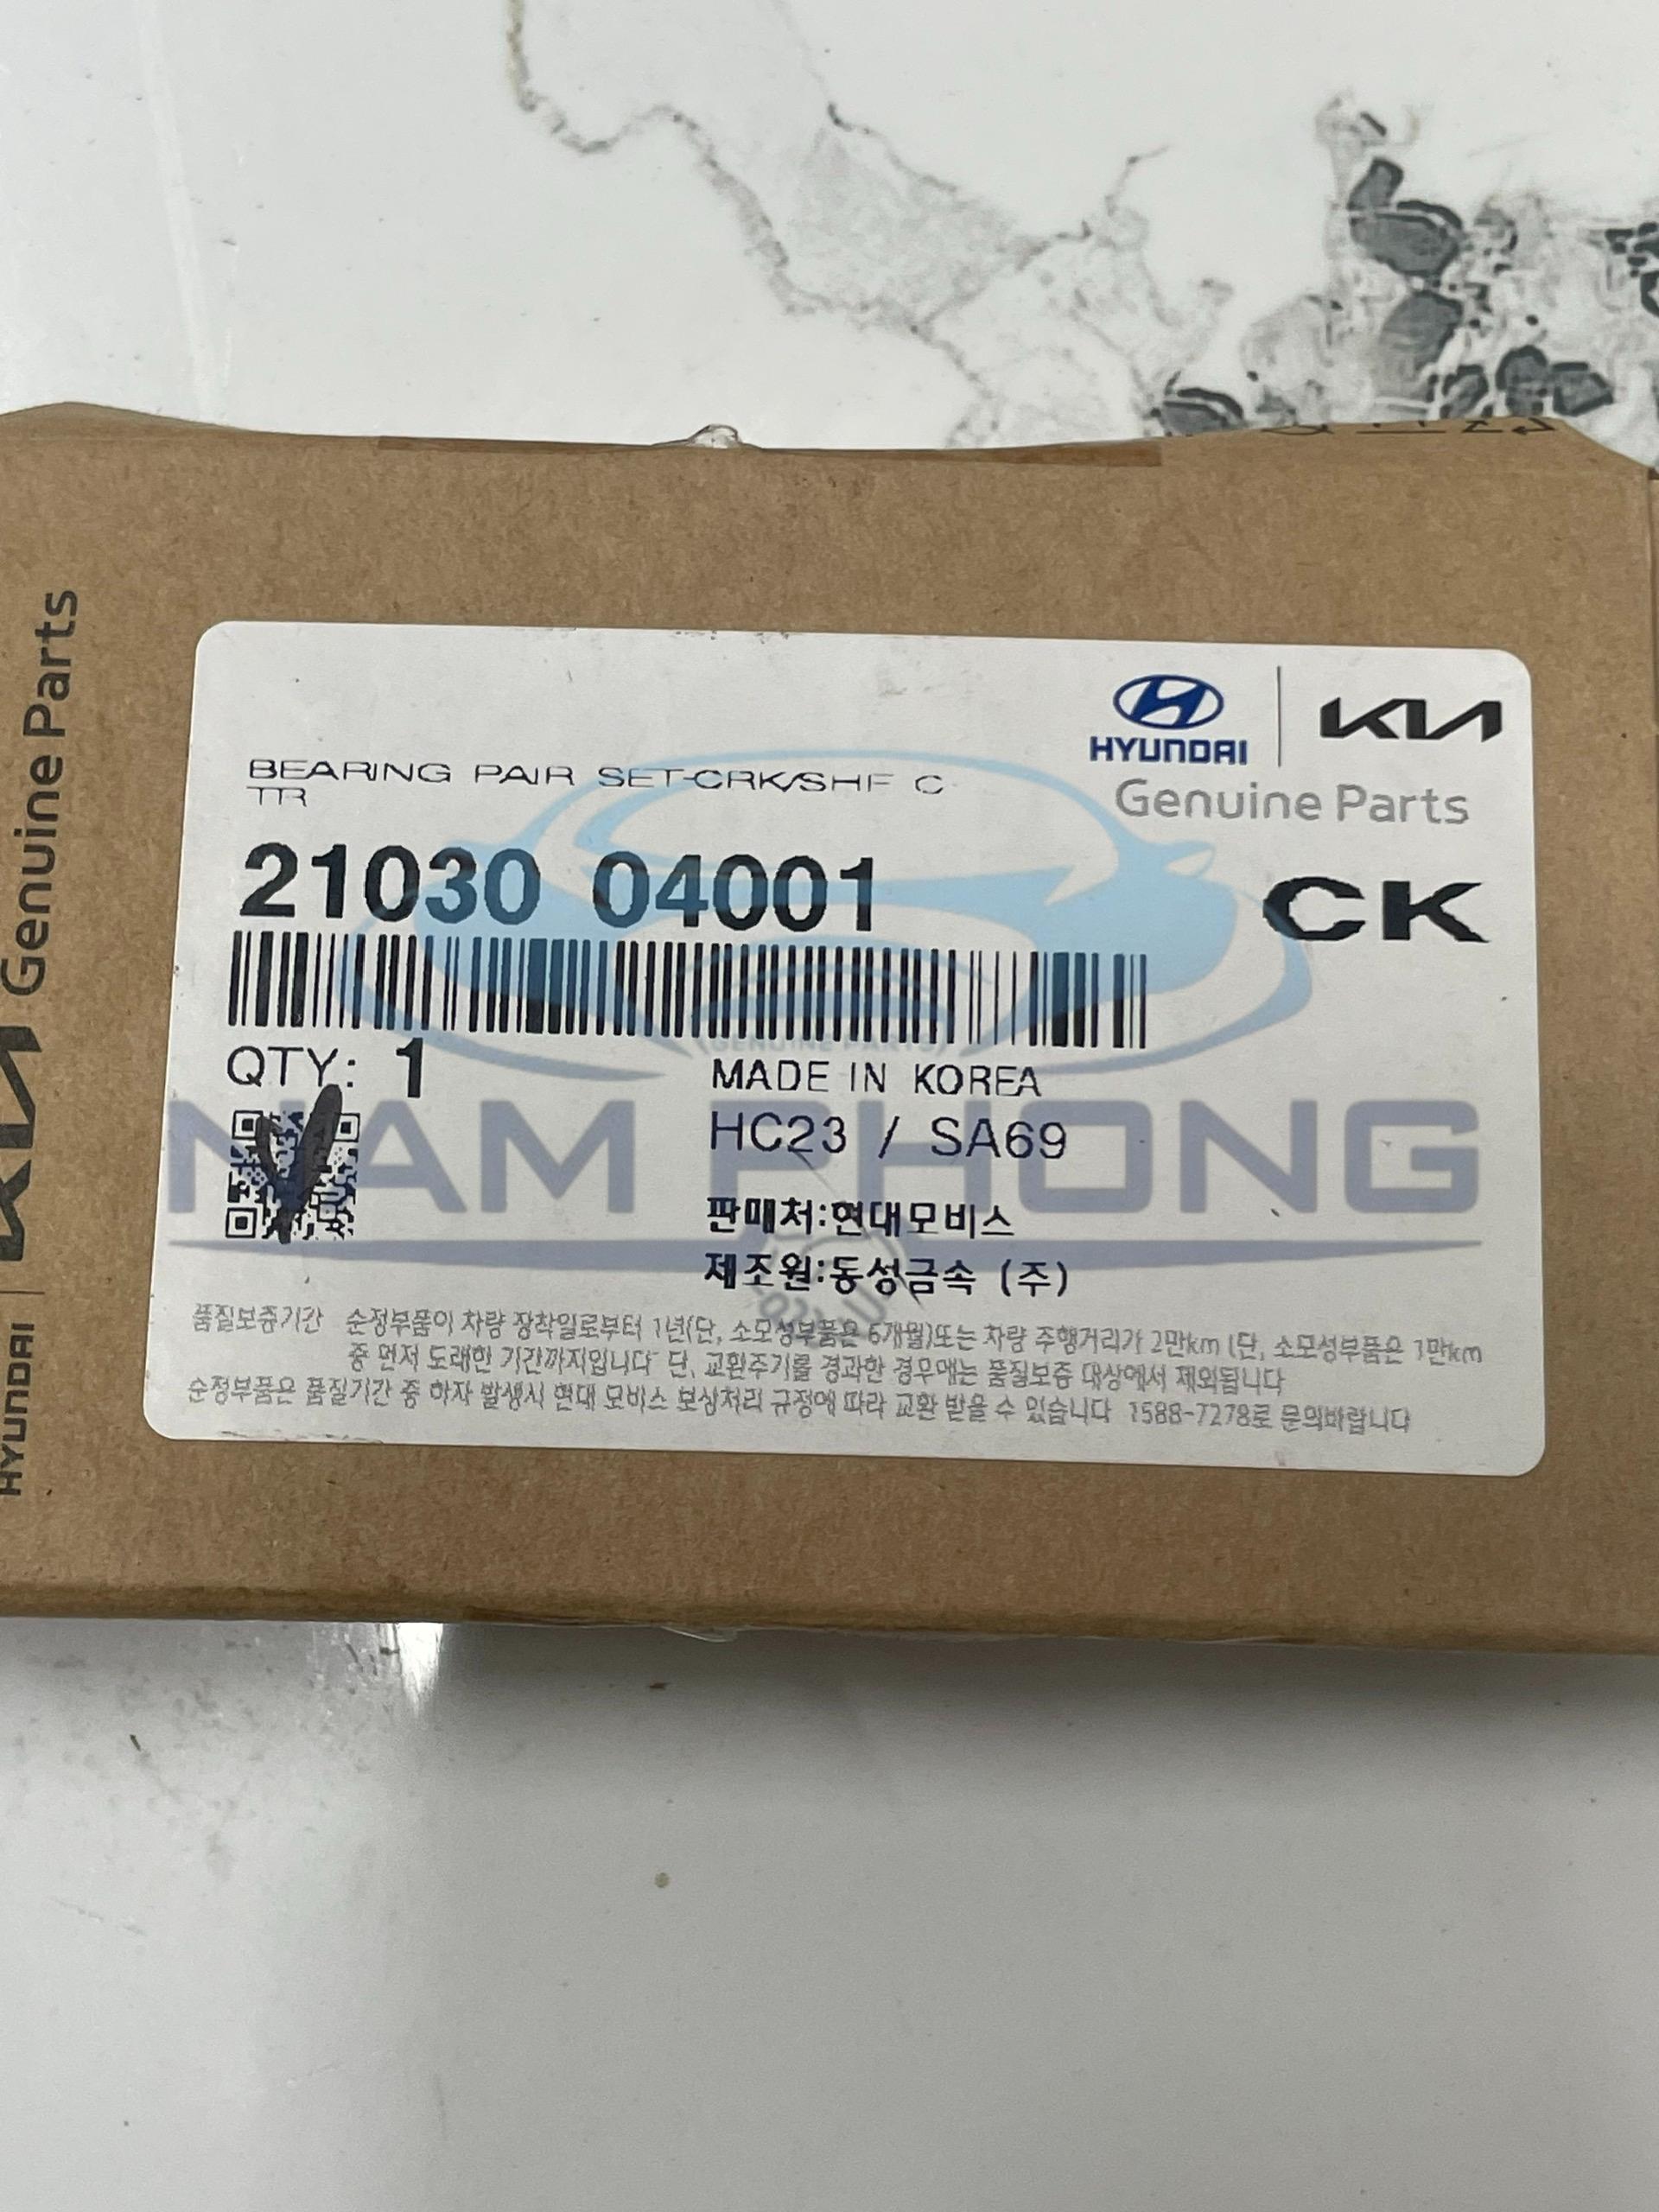 HYUNDAI
KIA
Genuine Parts
BEARING PAIR SET-CRK/SHF C
TTR
21030 04001
CK
QTY: 1
MADE IN KOREA
HC23 / SA69
NAM PHONG
판매처:현대모비스
제조원:동성금속 (주)
품질보증기간 순정부품이 차량 장착일로부터 1년(단, 소모성부품은 6개월)또는 차량 주행거리가 2만km (단, 소모성부품은 1만km
중 먼저 도래한 기간까지입니다 단, 교환주기를 경과한 경우에는 품질보증 대상에서 제외됩니다
순정부품은 품질기간 중 하자 발생시 현대 모비스 보상처리 규정에 따라 교환 받을 수 있습니다 1588-7278로 문의바랍니다
HYUNDAI KIA Genuine Parts
(GENUINE PARTS)